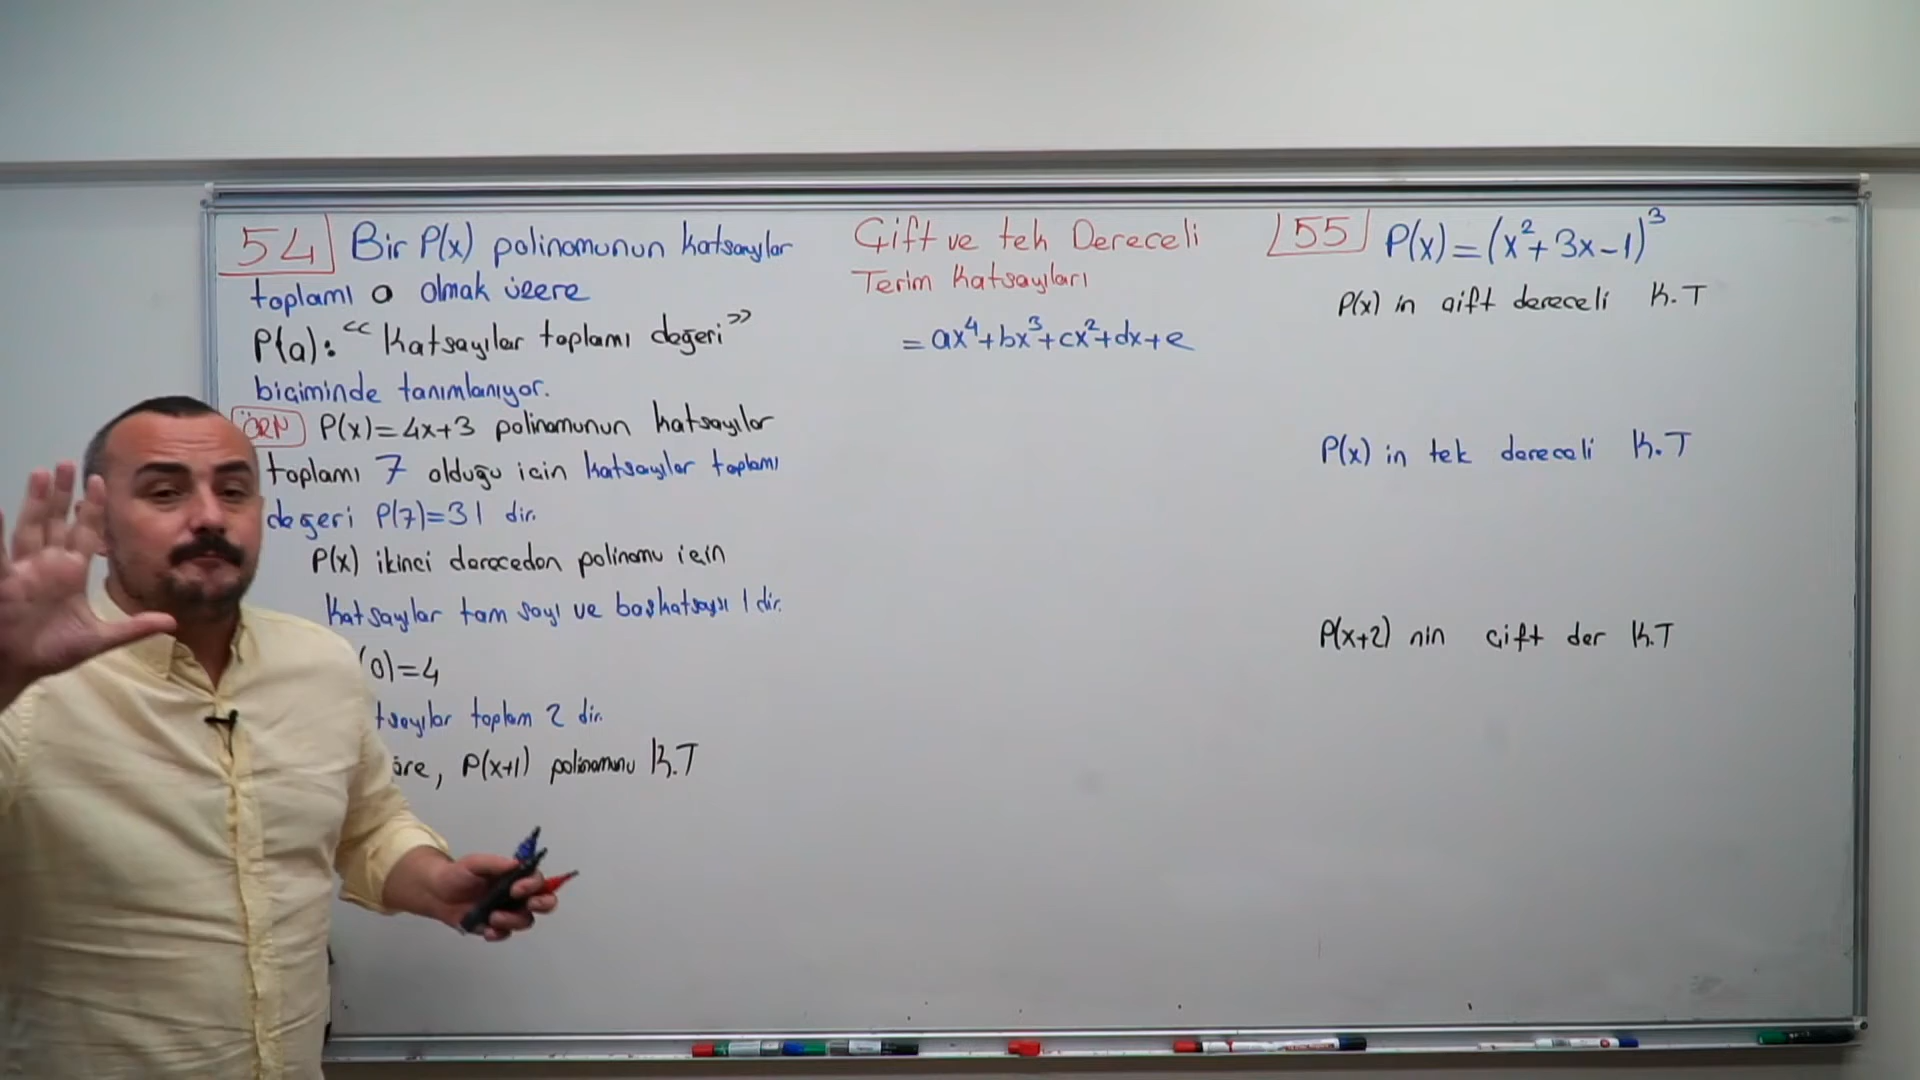 54 Bir P(x) polinomunun katsayılar
toplamı a olmak üzere
P(a): “Katsayılar toplamı değeri”
biçiminde tanımlanıyor.
ÖRN P(x)=4x+3 polinomunun katsayılar
toplamı 7 olduğu için katsayılar toplamı
değeri P(7)=31 dir.
P(x) ikinci dereceden polinomu için
Katsayılar tam sayı ve başkatsayısı 1 dir.
(0)=4
tsayılar toplam 2 dir.
öre, P(x+1) polinomunu K.T
Çift ve tek Dereceli
Terim Katsayıları
=ax⁴+bx³+cx²+dx+e
55 P(x)=(x²+3x-1)³
P(x) in çift dereceli K.T
P(x) in tek dereceli K.T
P(x+2) nin çift der K.T